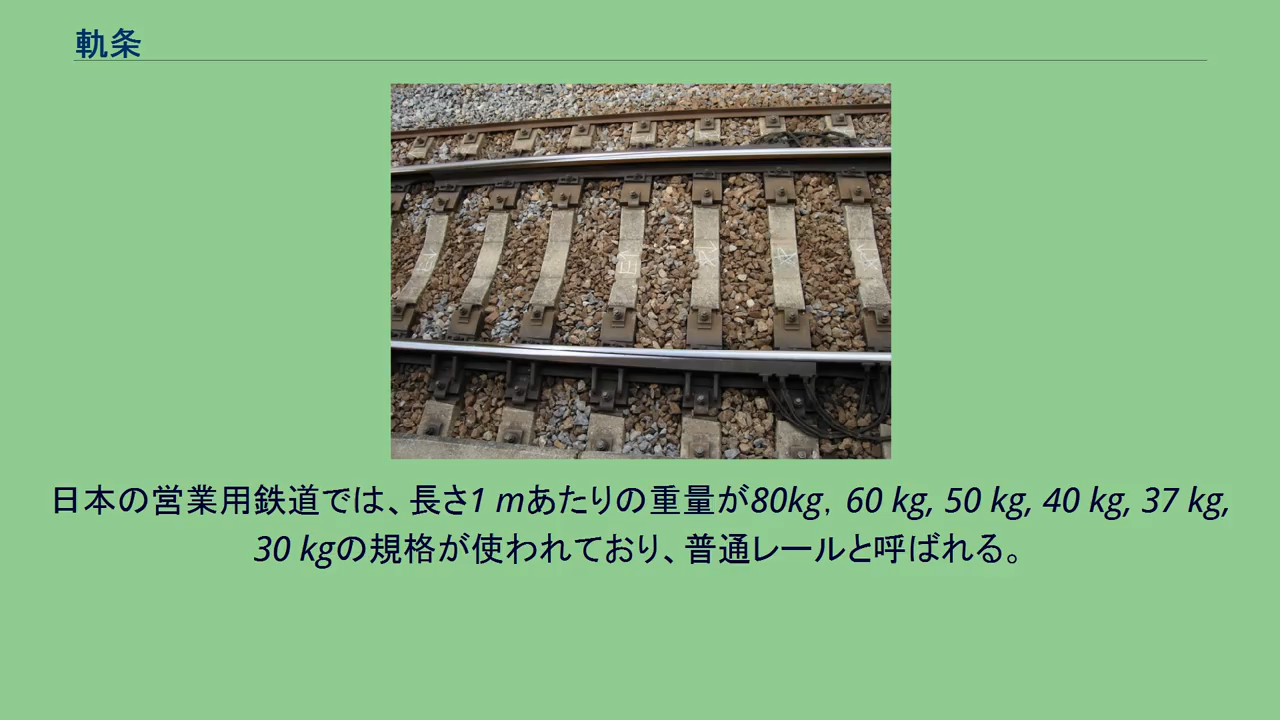 軌条
日本の営業用鉄道では、長さ1 mあたりの重量が80kg，60 kg, 50 kg, 40 kg, 37 kg,
30 kgの規格が使われており、普通レールと呼ばれる。